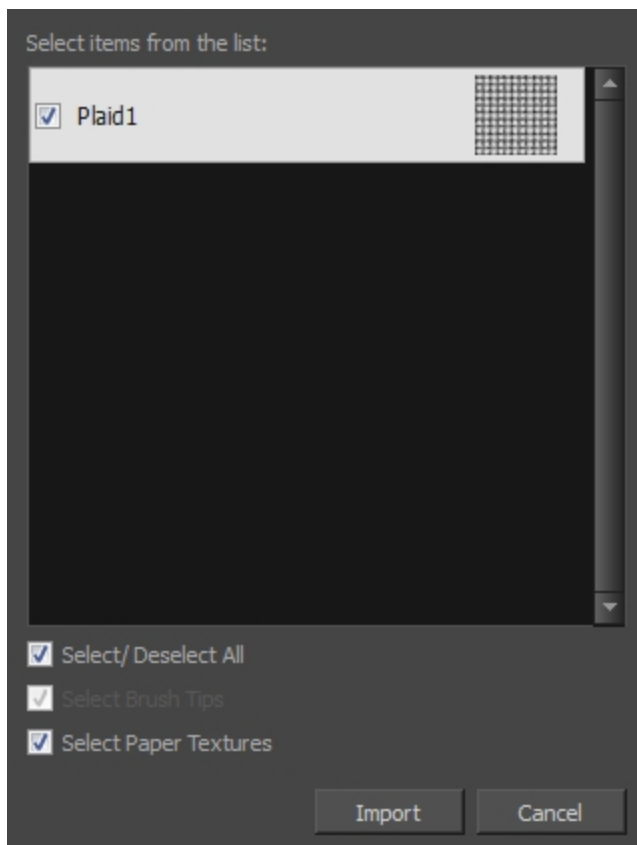 Select items from the list:
Plaid1
Select/ Deselect All
Select Brush Tips
Select Paper Textures
Import Cancel